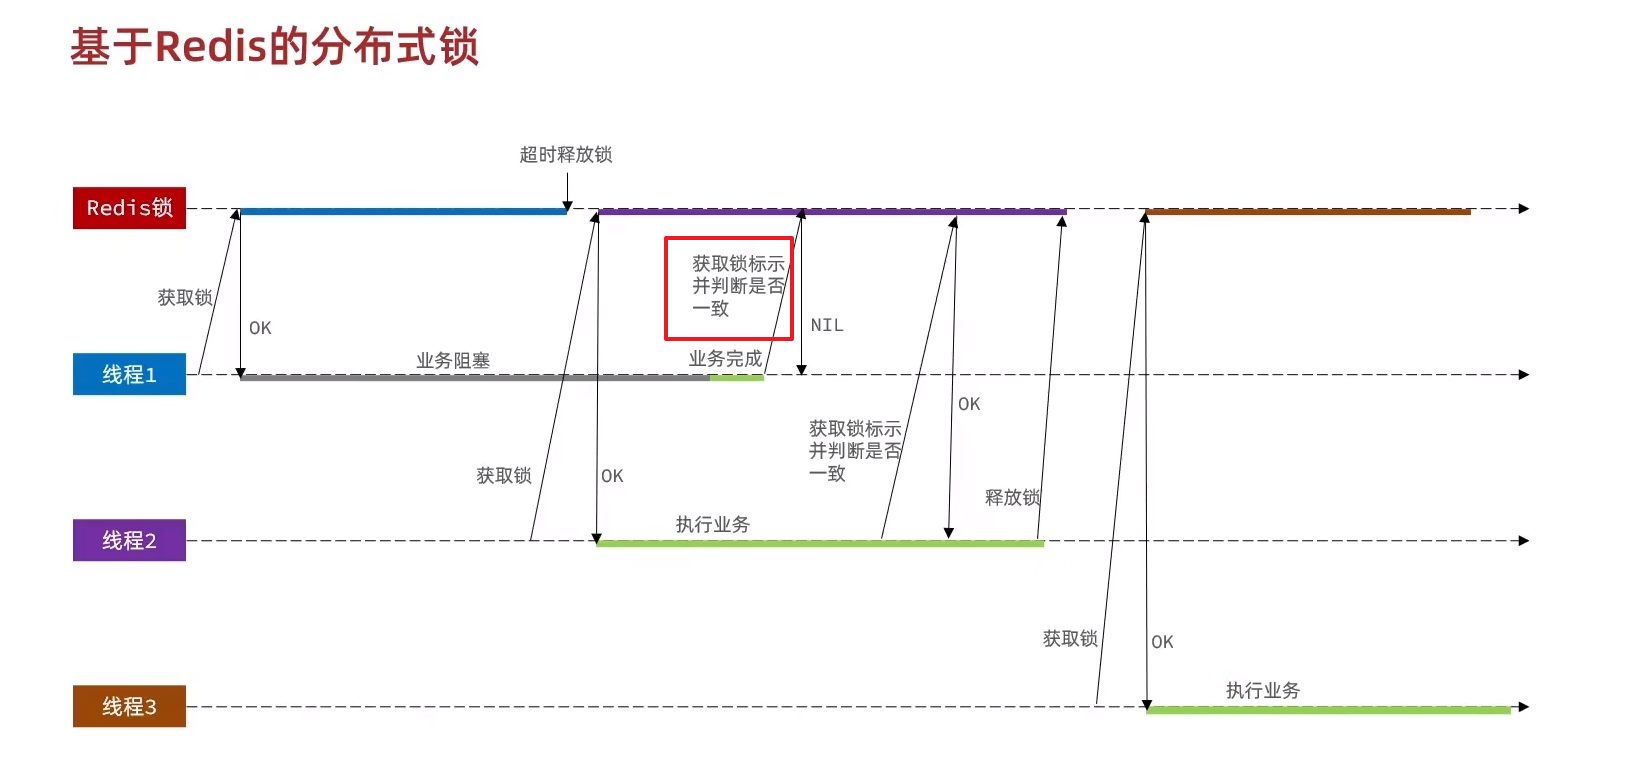 基于Redis的分布式锁
超时释放锁
Redis锁
获取锁标示
并判断是否
一致
获取锁
OK
NIL
业务阻塞
业务完成
线程1
OK
获取锁标示
并判断是否
一致
获取锁
OK
释放锁
执行业务
线程2
获取锁
OK
执行业务
线程3